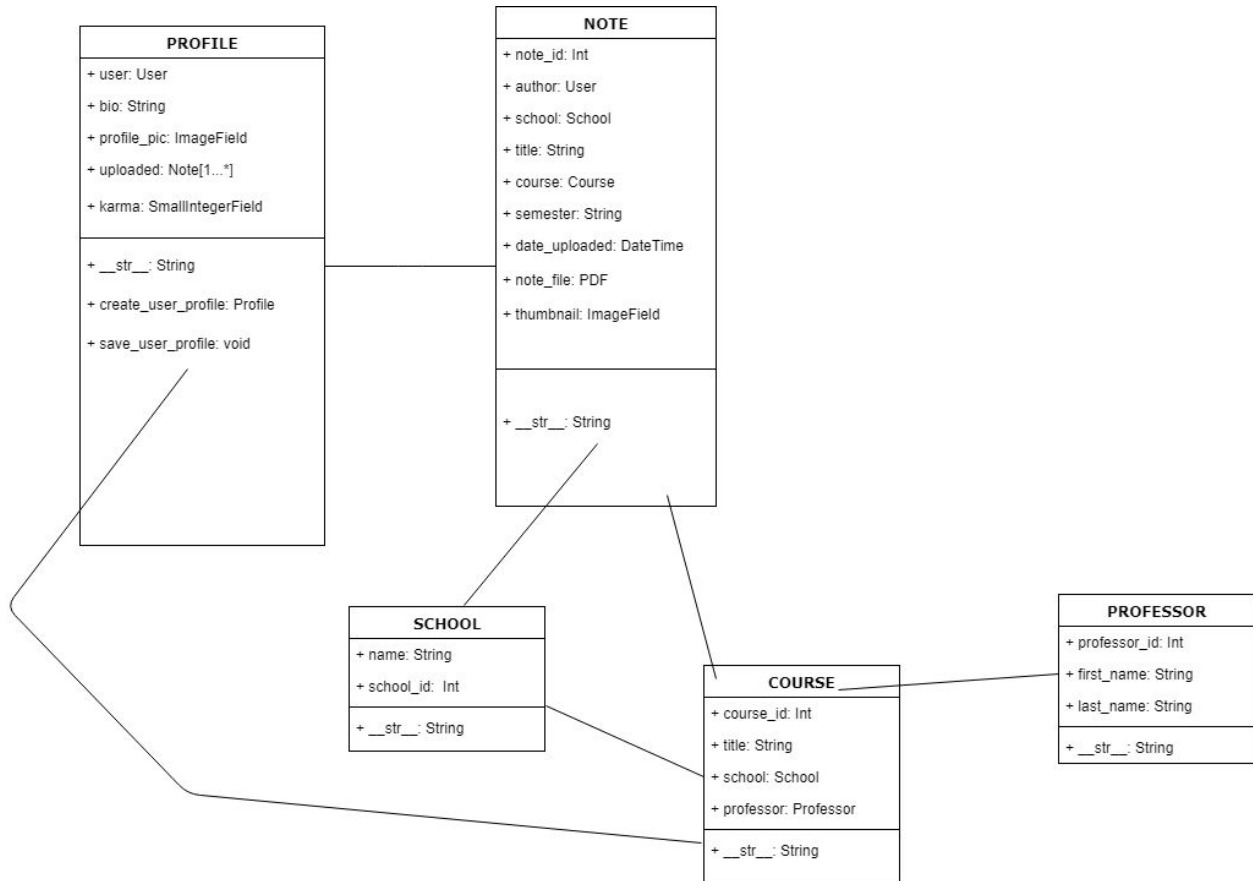 PROFILE
+ user: User
+ bio: String
+ profile_pic: ImageField
+ uploaded: Note[1...*]
+ karma: SmallIntegerField
+ __str__: String
+ create_user_profile: Profile
+ save_user_profile: void
NOTE
+ note_id: Int
+ author: User
+ school: School
+ title: String
+ course: Course
+ semester: String
+ date_uploaded: DateTime
+ note_file: PDF
+ thumbnail: ImageField
+ __str__: String
SCHOOL
+ name: String
+ school_id: Int
+ __str__: String
COURSE
+ course_id: Int
+ title: String
+ school: School
+ professor: Professor
+ __str__: String
PROFESSOR
+ professor_id: Int
+ first_name: String
+ last_name: String
+ __str__: String